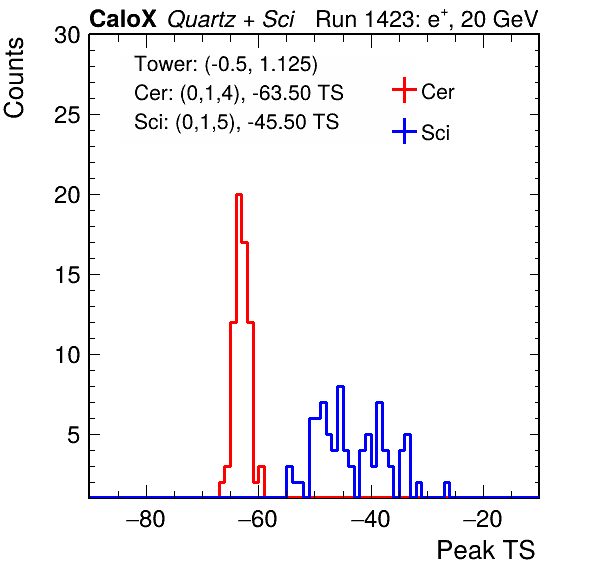 CaloX Quartz + Sci Run 1423: e⁺, 20 GeV
Counts
30
25
20
15
10
5
Tower: (-0.5, 1.125)
Cer: (0,1,4), -63.50 TS
Sci: (0,1,5), -45.50 TS
Cer
Sci
−80 −60 −40 −20
Peak TS